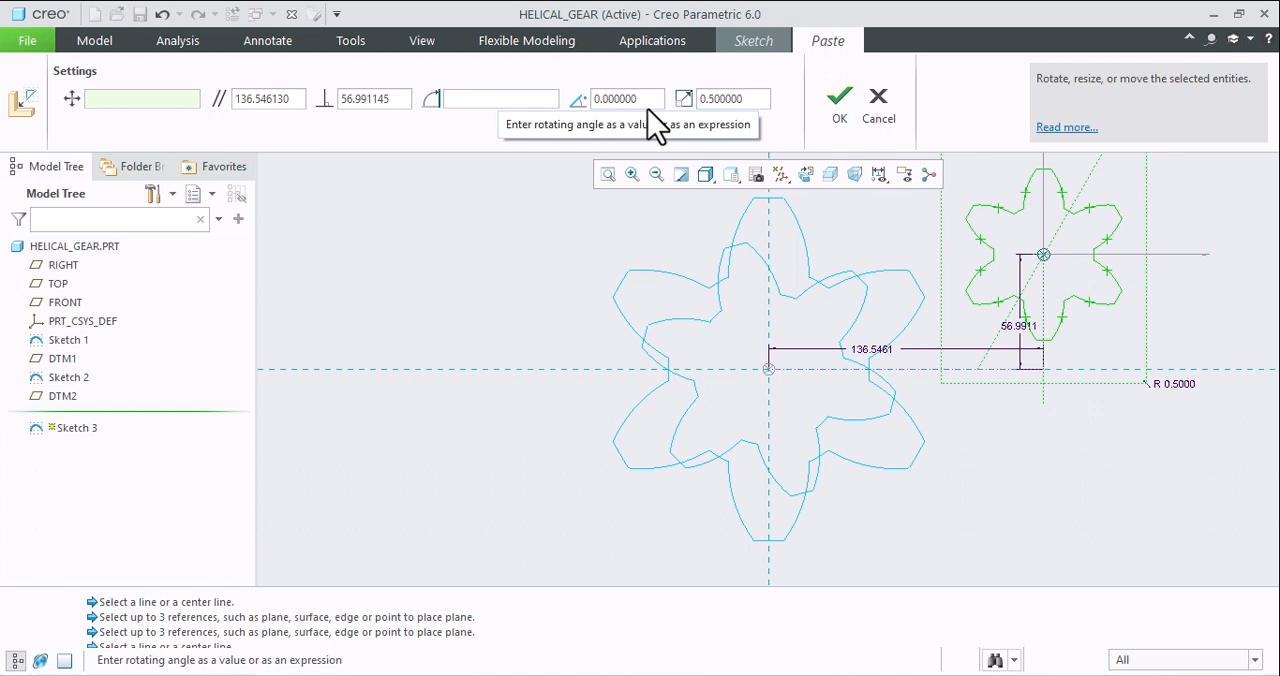 creo
HELICAL_GEAR (Active) - Creo Parametric 6.0
File Model Analysis Annotate Tools View Flexible Modeling Applications Sketch Paste
Settings
136.546130 56.991145 0.000000 0.500000
OK Cancel
Enter rotating angle as a val as an expression
Rotate, resize, or move the selected entities.
Read more...
Model Tree Folder Br Favorites
Model Tree
HELICAL_GEAR.PRT
RIGHT
TOP
FRONT
PRT_CSYS_DEF
Sketch 1
DTM1
Sketch 2
DTM2
Sketch 3
56.9911
136.5461
R 0.5000
Select a line or a center line.
Select up to 3 references, such as plane, surface, edge or point to place plane.
Select up to 3 references, such as plane, surface, edge or point to place plane.
Select a line or a center line
Enter rotating angle as a value or as an expression
All